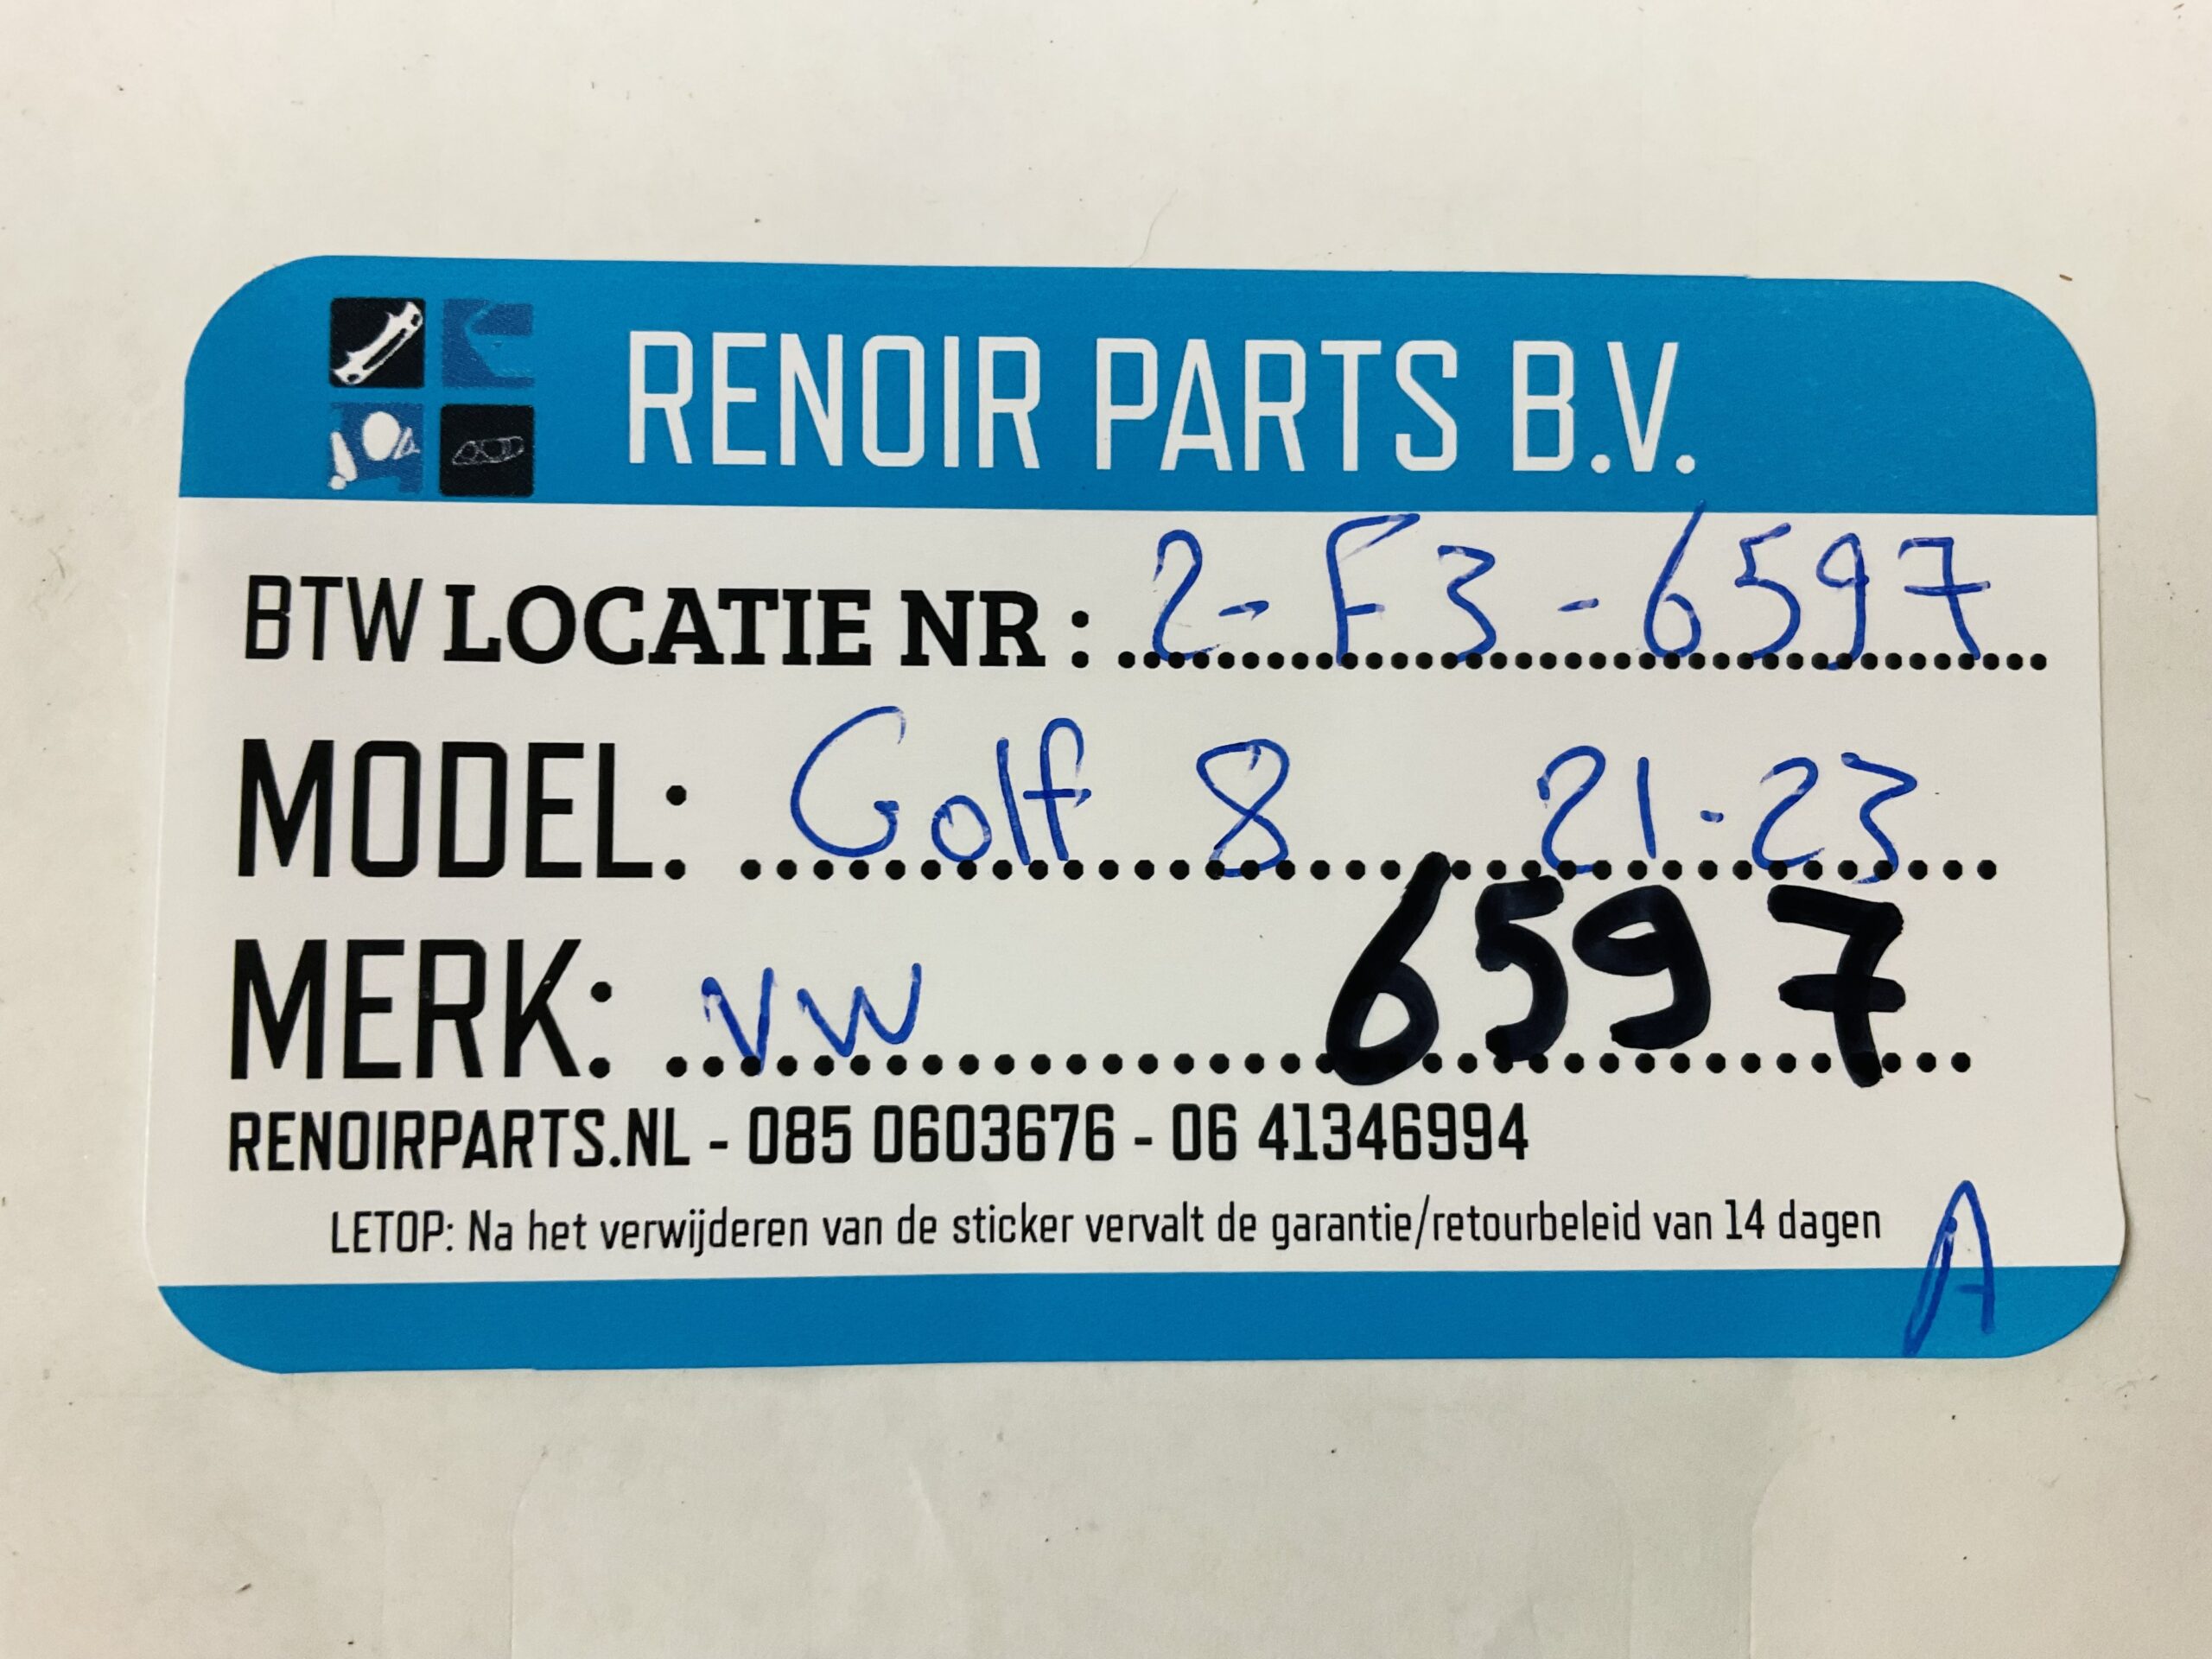 RENOIR PARTS B.V.
BTW LOCATIE NR : 2-F3-6597
MODEL: Golf 8 21-23
MERK: VW 6597
RENOIRPARTS.NL - 085 0603676 - 06 41346994
LETOP: Na het verwijderen van de sticker vervalt de garantie/retourbeleid van 14 dagen
A